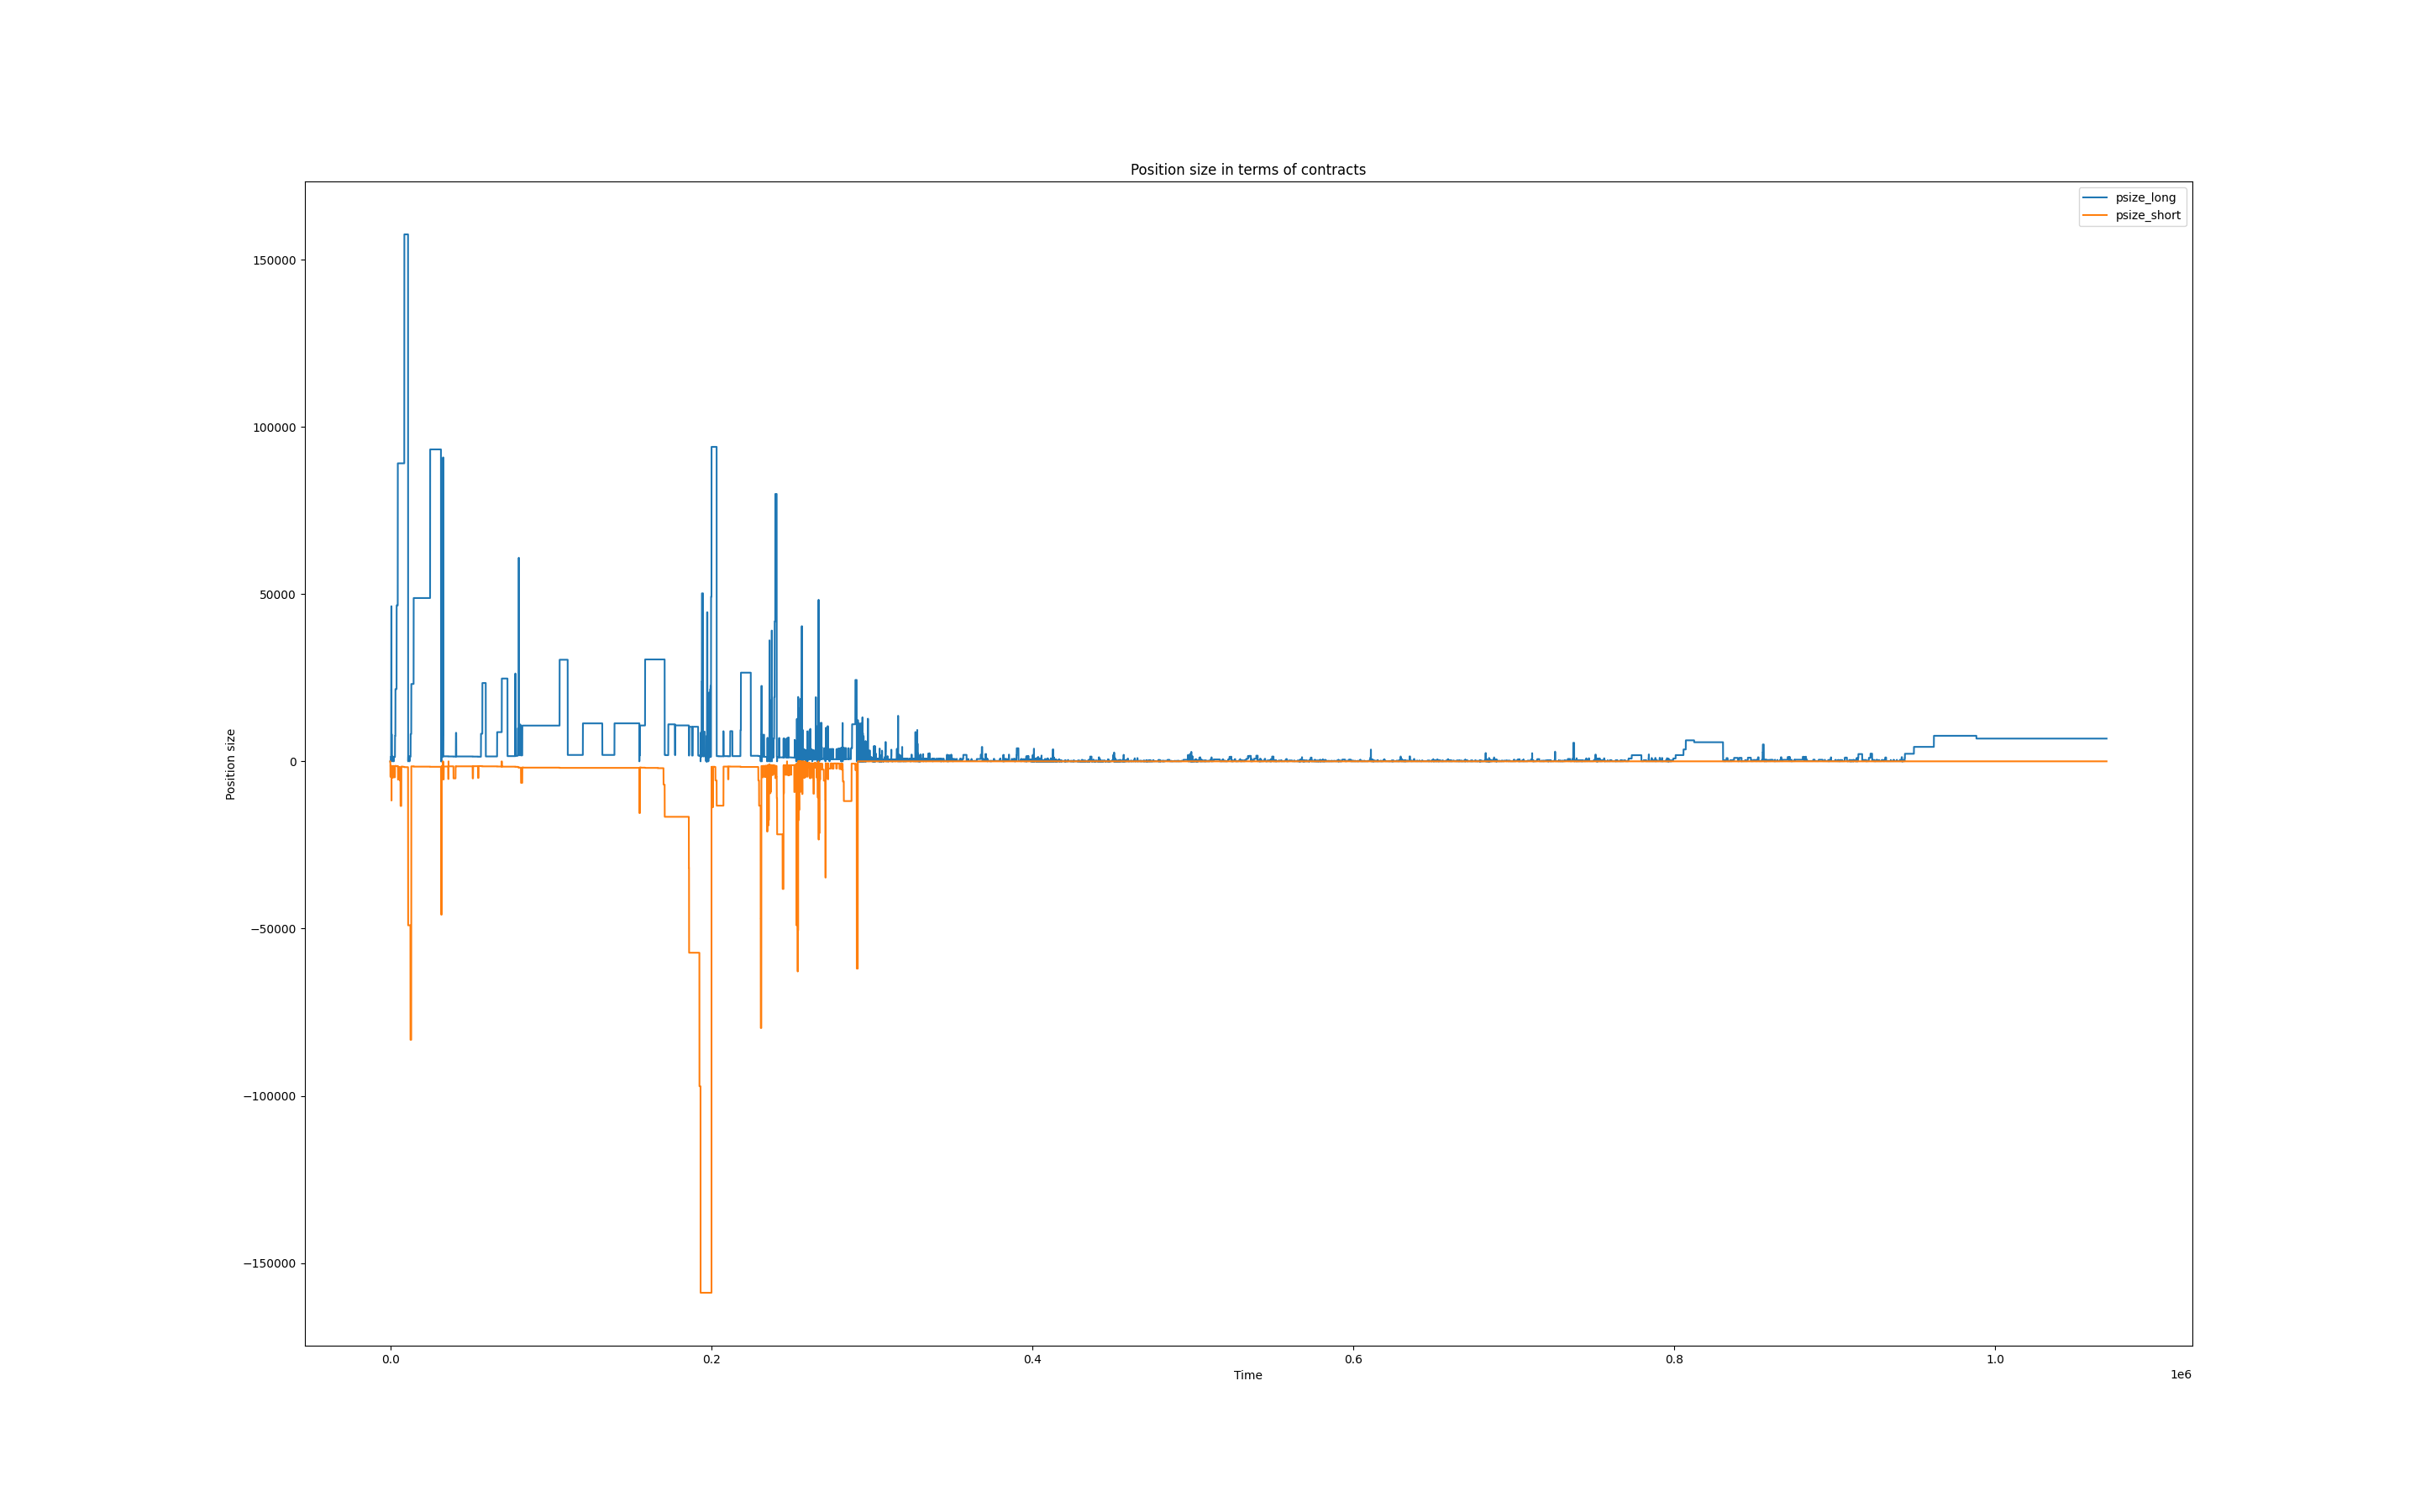 Position size in terms of contracts
psize_long
psize_short
150000
100000
50000
0
−50000
−100000
−150000
Position size
0.0
0.2
0.4
0.6
0.8
1.0
Time
1e6